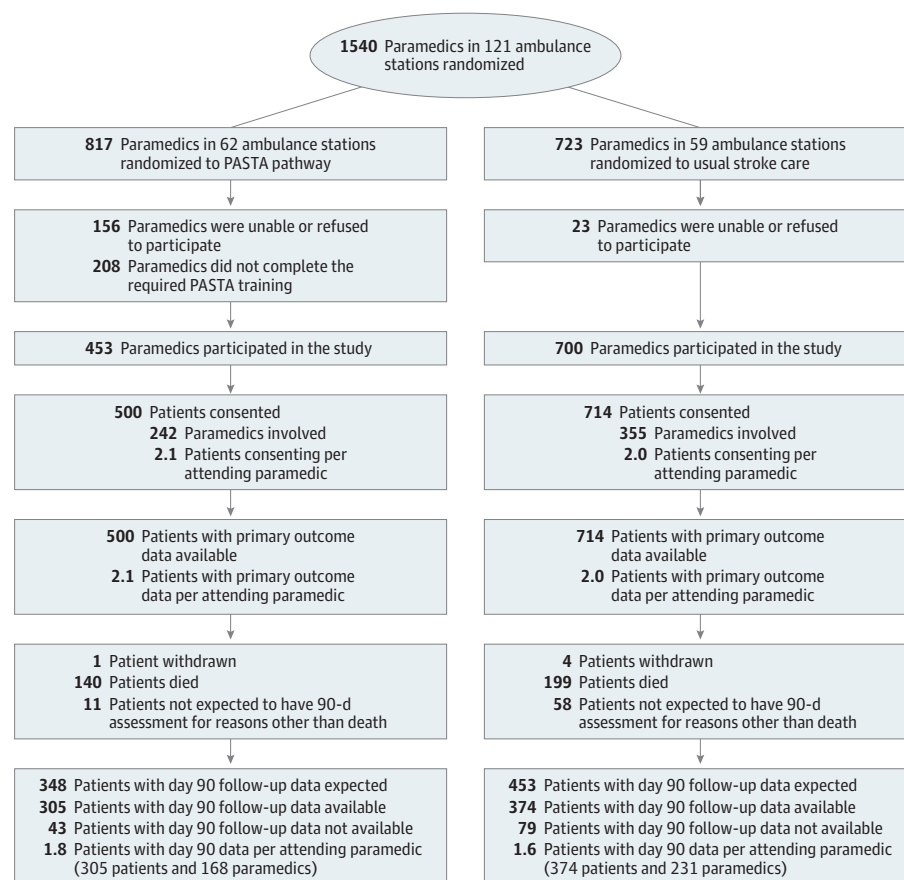 1540 Paramedics in 121 ambulance
stations randomized
817 Paramedics in 62 ambulance stations
randomized to PASTA pathway
723 Paramedics in 59 ambulance stations
randomized to usual stroke care
156 Paramedics were unable or refused
to participate
208 Paramedics did not complete the
required PASTA training
23 Paramedics were unable or refused
to participate
453 Paramedics participated in the study
700 Paramedics participated in the study
500 Patients consented
242 Paramedics involved
2.1 Patients consenting per
attending paramedic
714 Patients consented
355 Paramedics involved
2.0 Patients consenting per
attending paramedic
500 Patients with primary outcome
data available
2.1 Patients with primary outcome
data per attending paramedic
714 Patients with primary outcome
data available
2.0 Patients with primary outcome
data per attending paramedic
1 Patient withdrawn
140 Patients died
11 Patients not expected to have 90-d
assessment for reasons other than death
4 Patients withdrawn
199 Patients died
58 Patients not expected to have 90-d
assessment for reasons other than death
348 Patients with day 90 follow-up data expected
305 Patients with day 90 follow-up data available
43 Patients with day 90 follow-up data not available
1.8 Patients with day 90 data per attending paramedic
(305 patients and 168 paramedics)
453 Patients with day 90 follow-up data expected
374 Patients with day 90 follow-up data available
79 Patients with day 90 follow-up data not available
1.6 Patients with day 90 data per attending paramedic
(374 patients and 231 paramedics)